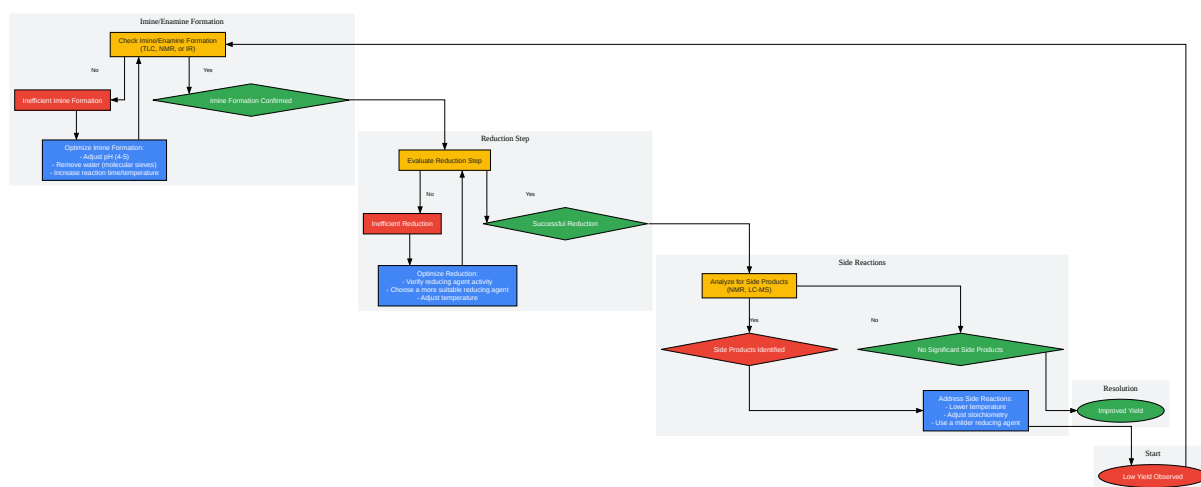 Imine/Enamine Formation
Check Imine/Enamine Formation
(TLC, NMR, or IR)
No
Yes
Inefficient Imine Formation
Imine Formation Confirmed
Optimize Imine Formation:
- Adjust pH (4-5)
- Remove water (molecular sieves)
- Increase reaction time/temperature
Reduction Step
Evaluate Reduction Step
No
Yes
Inefficient Reduction
Successful Reduction
Optimize Reduction:
- Verify reducing agent activity
- Choose a more suitable reducing agent
- Adjust temperature
Side Reactions
Analyze for Side Products
(NMR, LC-MS)
Yes
No
Side Products Identified
No Significant Side Products
Address Side Reactions:
- Lower temperature
- Adjust stoichiometry
- Use a milder reducing agent
Resolution
Improved Yield
Start
Low Yield Observed